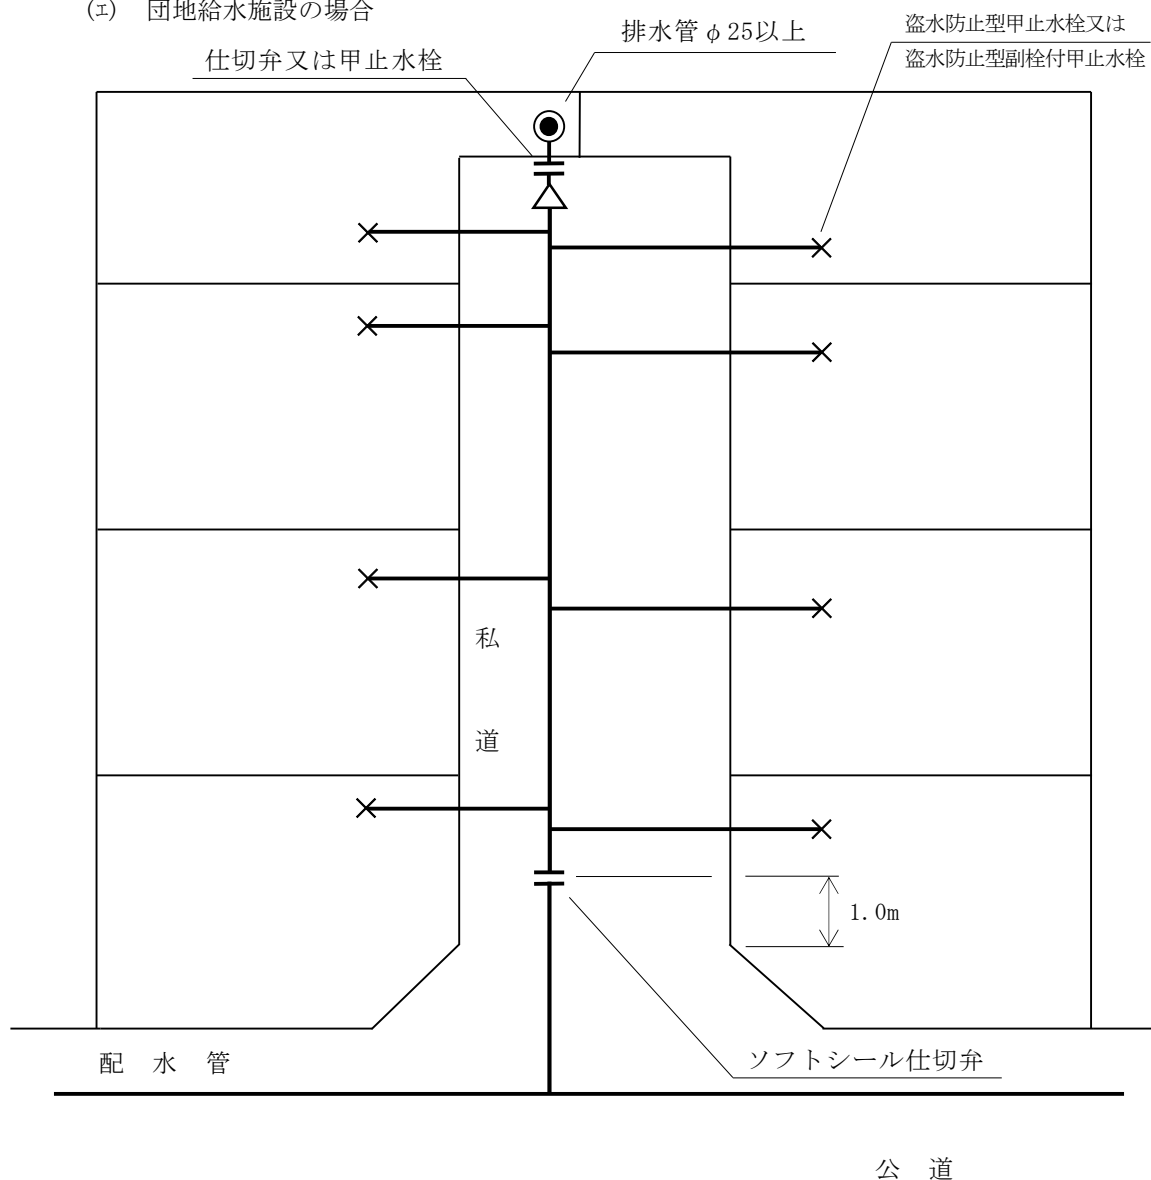 ㈓ 団地給水施設の場合
排水管φ25以上
盗水防止型甲止水栓又は
盗水防止型副栓付甲止水栓
仕切弁又は甲止水栓
私
道
1.0m
配 水 管
ソフトシール仕切弁
公 道